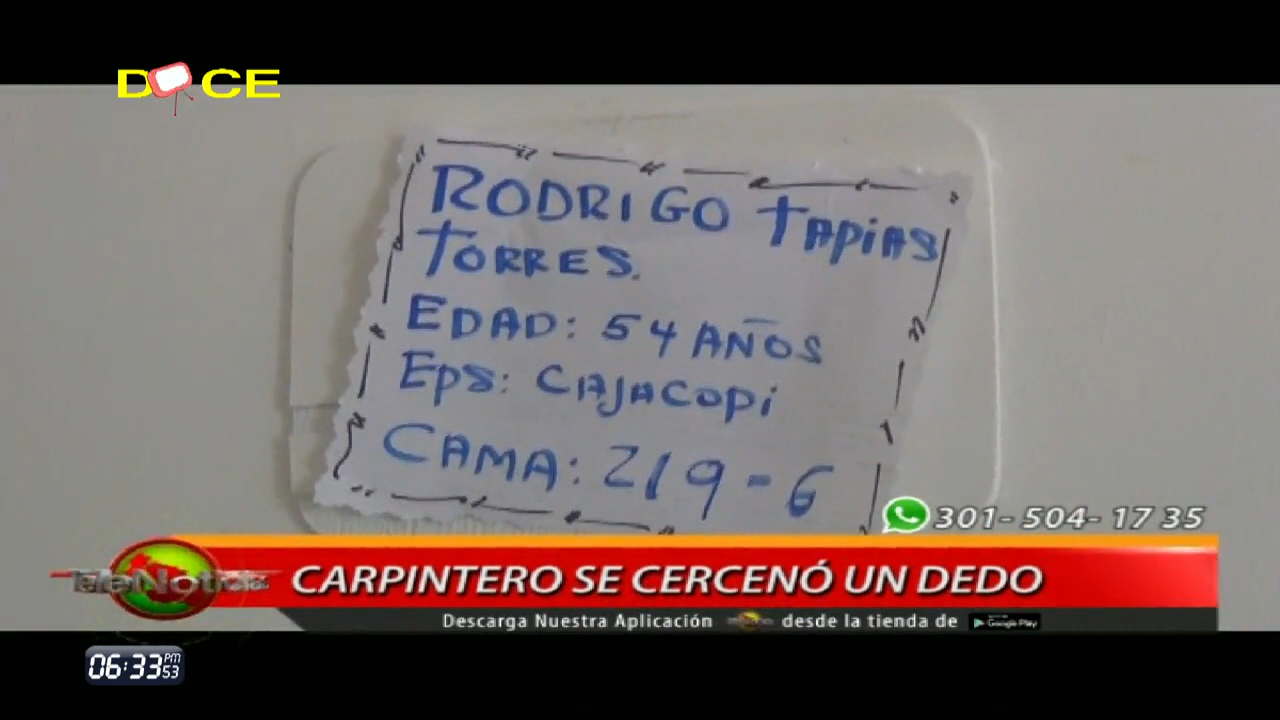 DOCE
RODRIGO TAPIAS
TORRES.
EDAD: 54 AÑOS
EPS: CAJACOPI
CAMA: 219-6
301- 504- 17 35
TeleNoticias
CARPINTERO SE CERCENÓ UN DEDO
Descarga Nuestra Aplicación desde la tienda de Google Play
06:33 PM 53